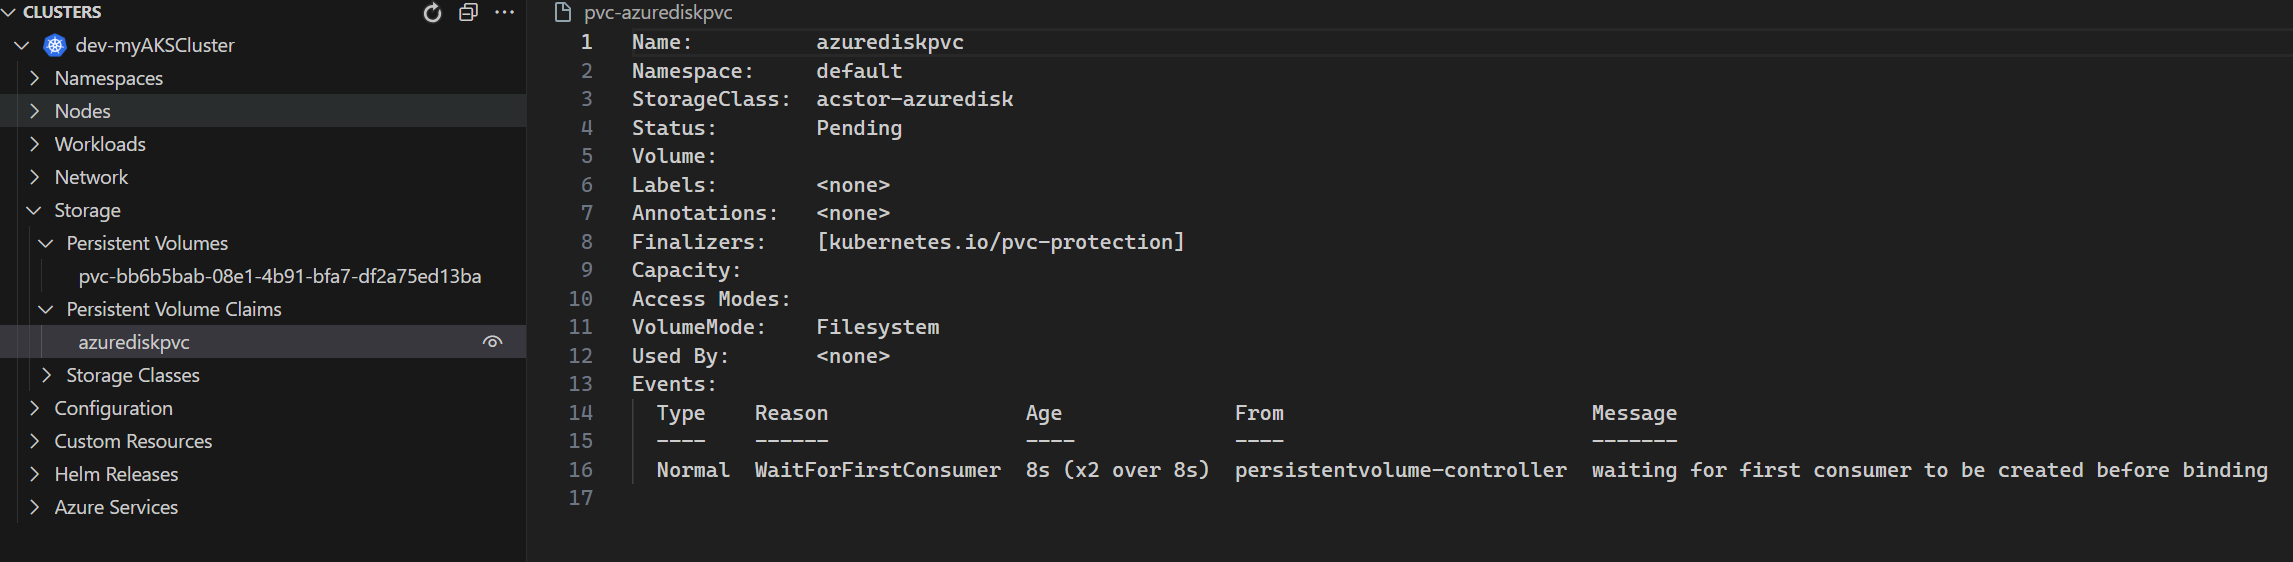 CLUSTERS
dev-myAKSCluster
Namespaces
Nodes
Workloads
Network
Storage
Persistent Volumes
pvc-bb6b5bab-08e1-4b91-bfa7-df2a75ed13ba
Persistent Volume Claims
azurediskpvc
Storage Classes
Configuration
Custom Resources
Helm Releases
Azure Services
pvc-azurediskpvc
1 Name: azurediskpvc
2 Namespace: default
3 StorageClass: acstor-azuredisk
4 Status: Pending
5 Volume:
6 Labels: <none>
7 Annotations: <none>
8 Finalizers: [kubernetes.io/pvc-protection]
9 Capacity:
10 Access Modes:
11 VolumeMode: Filesystem
12 Used By: <none>
13 Events:
14 Type Reason Age From Message
15 ---- ------ ---- ---- -------
16 Normal WaitForFirstConsumer 8s (x2 over 8s) persistentvolume-controller waiting for first consumer to be created before binding
17